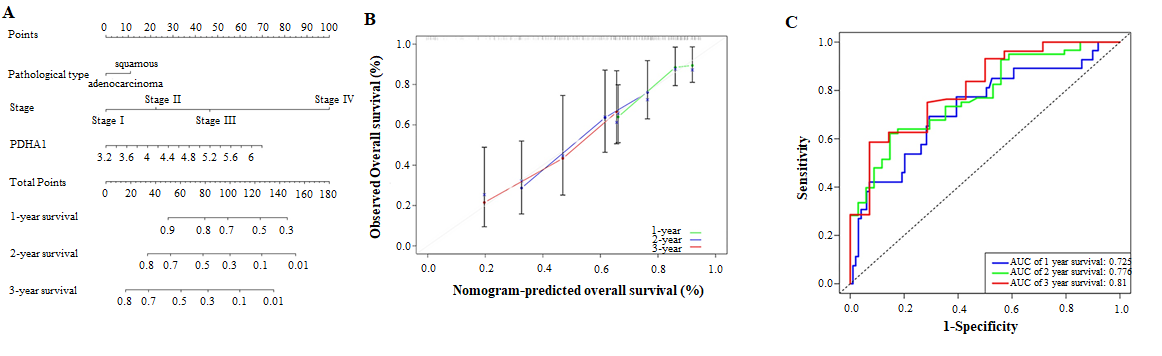 A
Points
0 10 20 30 40 50 60 70 80 90 100
Pathological type
squamous
adenocarcinoma
Stage
Stage II
Stage IV
Stage I
Stage III
PDHA1
3.2 3.6 4 4.4 4.8 5.2 5.6 6
Total Points
0 20 40 60 80 100 120 140 160 180
1-year survival
0.9 0.8 0.7 0.5 0.3
2-year survival
0.8 0.7 0.5 0.3 0.1 0.01
3-year survival
0.8 0.7 0.5 0.3 0.1 0.01
B
Observed Overall survival (%)
1.0
0.8
0.6
0.4
0.2
0.0
1-year
2-year
3-year
0.0 0.2 0.4 0.6 0.8 1.0
Nomogram-predicted overall survival (%)
C
Sensitivity
1.0
0.8
0.6
0.4
0.2
0.0
AUC of 1 year survival: 0.725
AUC of 2 year survival: 0.776
AUC of 3 year survival: 0.81
0.0 0.2 0.4 0.6 0.8 1.0
1-Specificity